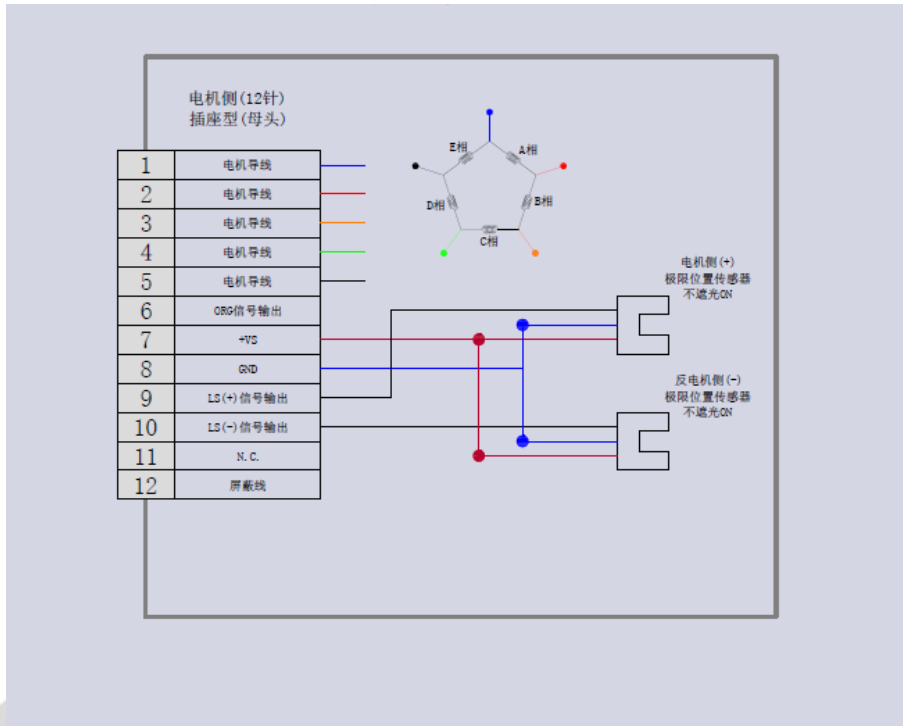 电机侧(12针)
插座型(母头)
1 电机导线
2 电机导线
3 电机导线
4 电机导线
5 电机导线
6 ORG信号输出
7 +VS
8 GND
9 LS(+)信号输出
10 LS(-)信号输出
11 N.C.
12 屏蔽线
E相
A相
D相
B相
C相
电机侧(+)
极限位置传感器
不遮光ON
反电机侧(-)
极限位置传感器
不遮光ON